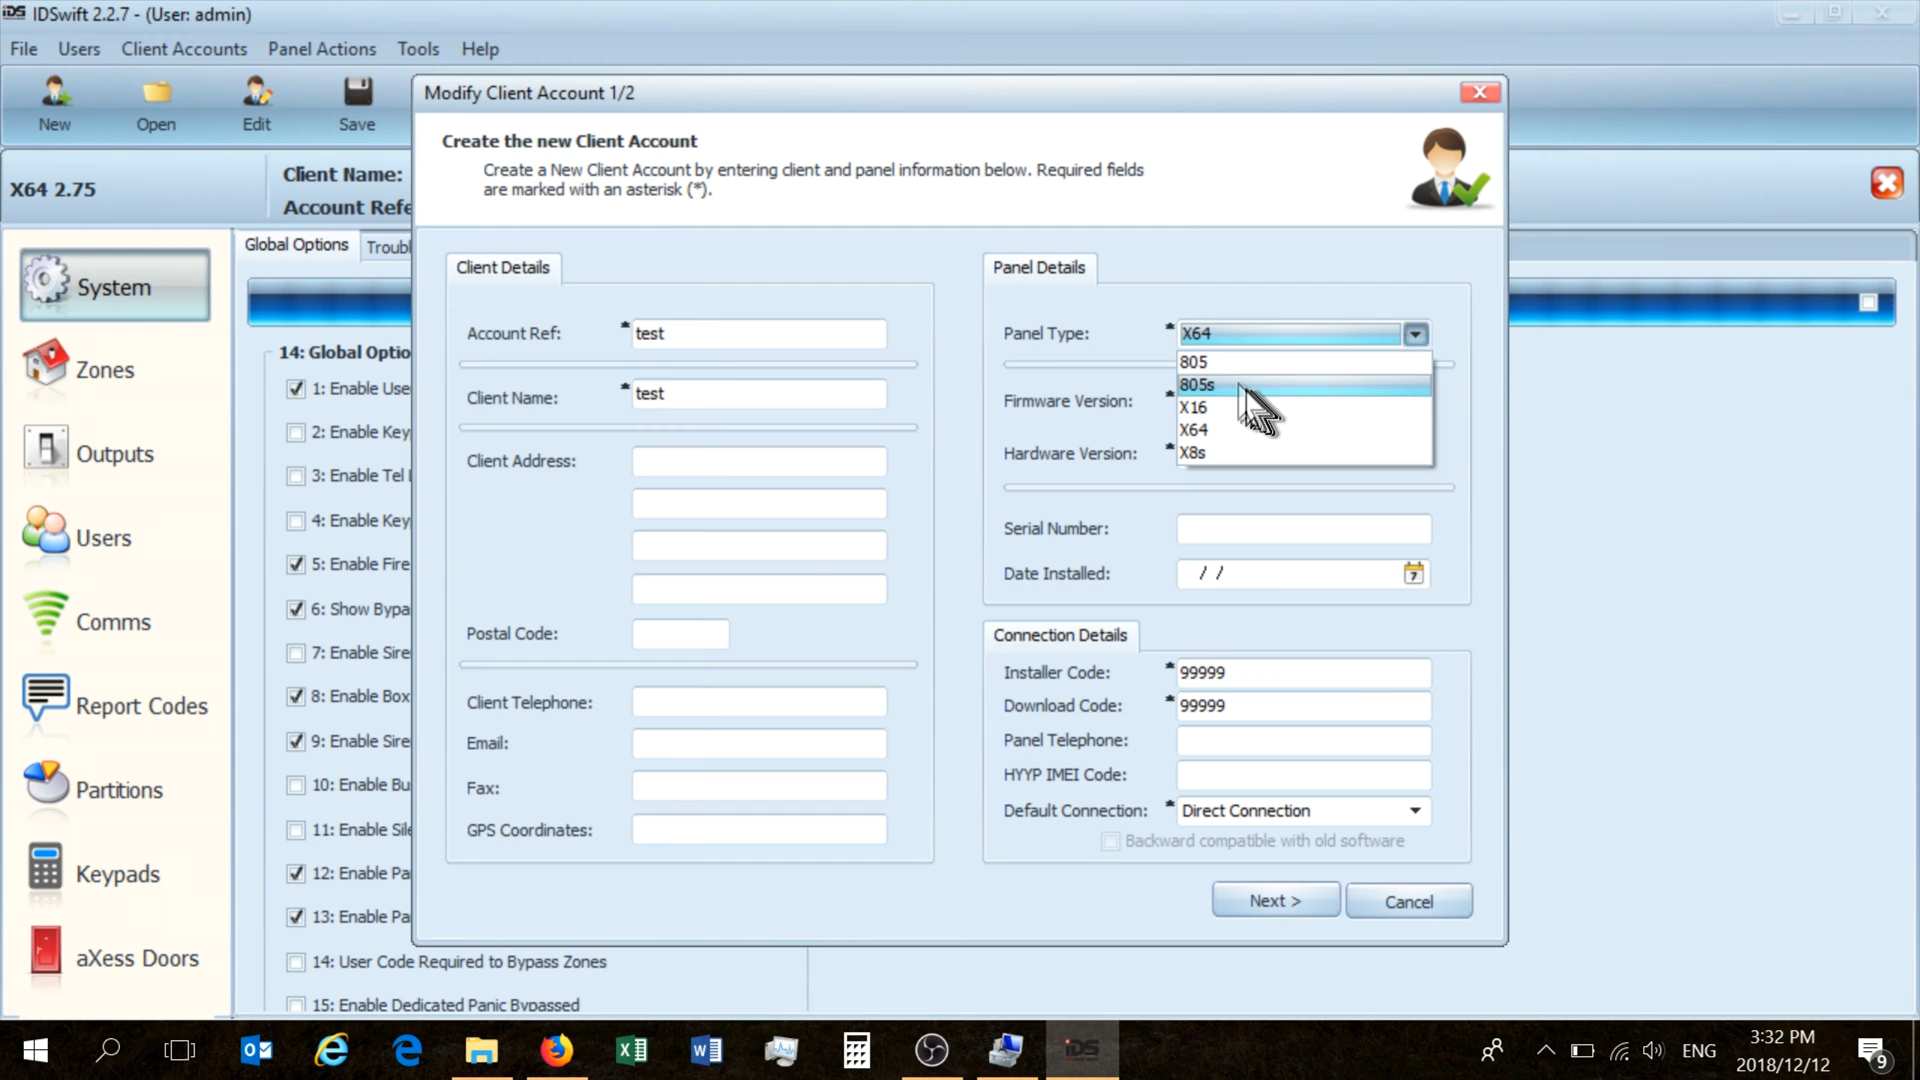 IDS IDSwift 2.2.7 - (User: admin)
File Users Client Accounts Panel Actions Tools Help
New Open Edit Save
X64 2.75
Client Name:
Account Refe
Global Options Troubl
System
Zones
Outputs
Users
Comms
Report Codes
Partitions
Keypads
aXess Doors
14: Global Optio
1: Enable Use
2: Enable Key
3: Enable Tel L
4: Enable Key
5: Enable Fire
6: Show Bypa
7: Enable Sire
8: Enable Box
9: Enable Sire
10: Enable Bu
11: Enable Sile
12: Enable Pa
13: Enable Pa
14: User Code Required to Bypass Zones
15: Enable Dedicated Panic Bypassed
Modify Client Account 1/2
Create the new Client Account
Create a New Client Account by entering client and panel information below. Required fields
are marked with an asterisk (*).
Client Details
Account Ref: * test
Client Name: * test
Client Address:
Postal Code:
Client Telephone:
Email:
Fax:
GPS Coordinates:
Panel Details
Panel Type: * X64
805
805s
X16
X64
X8s
Firmware Version: *
Hardware Version: *
Serial Number:
Date Installed: / / 7
Connection Details
Installer Code: * 99999
Download Code: * 99999
Panel Telephone:
HYYP IMEI Code:
Default Connection: * Direct Connection
Backward compatible with old software
Next > Cancel
IDS
ENG
3:32 PM
2018/12/12
9